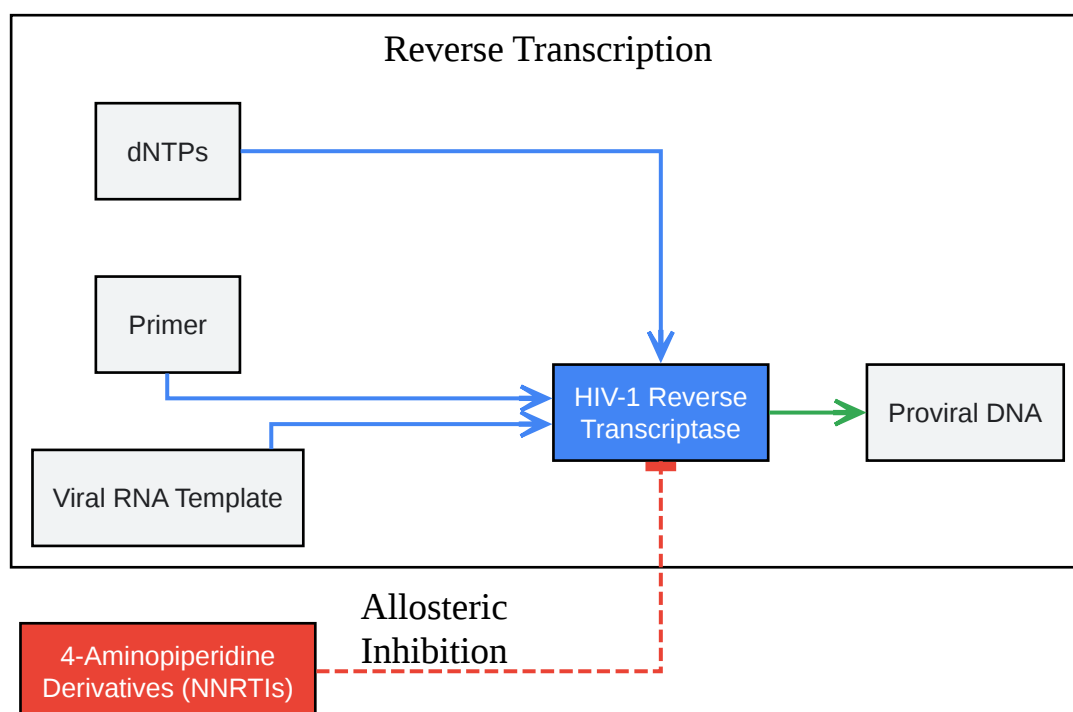 Reverse Transcription
dNTPs
Primer
HIV-1 Reverse
Transcriptase
Proviral DNA
Viral RNA Template
Allosteric
Inhibition
4-Aminopiperidine
Derivatives (NNRTIs)